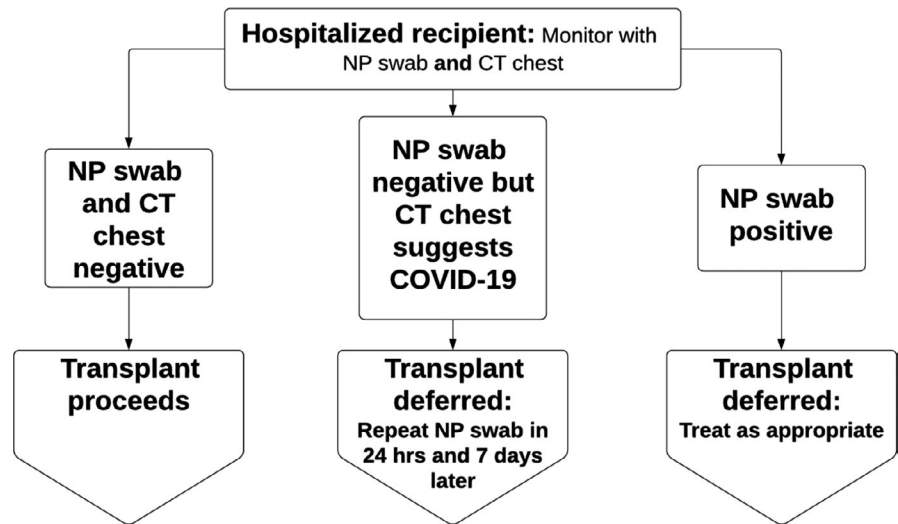 Hospitalized recipient: Monitor with
NP swab and CT chest
NP swab
and CT
chest
negative
NP swab
negative but
CT chest
suggests
COVID-19
NP swab
positive
Transplant
proceeds
Transplant
deferred:
Repeat NP swab in
24 hrs and 7 days
later
Transplant
deferred:
Treat as appropriate